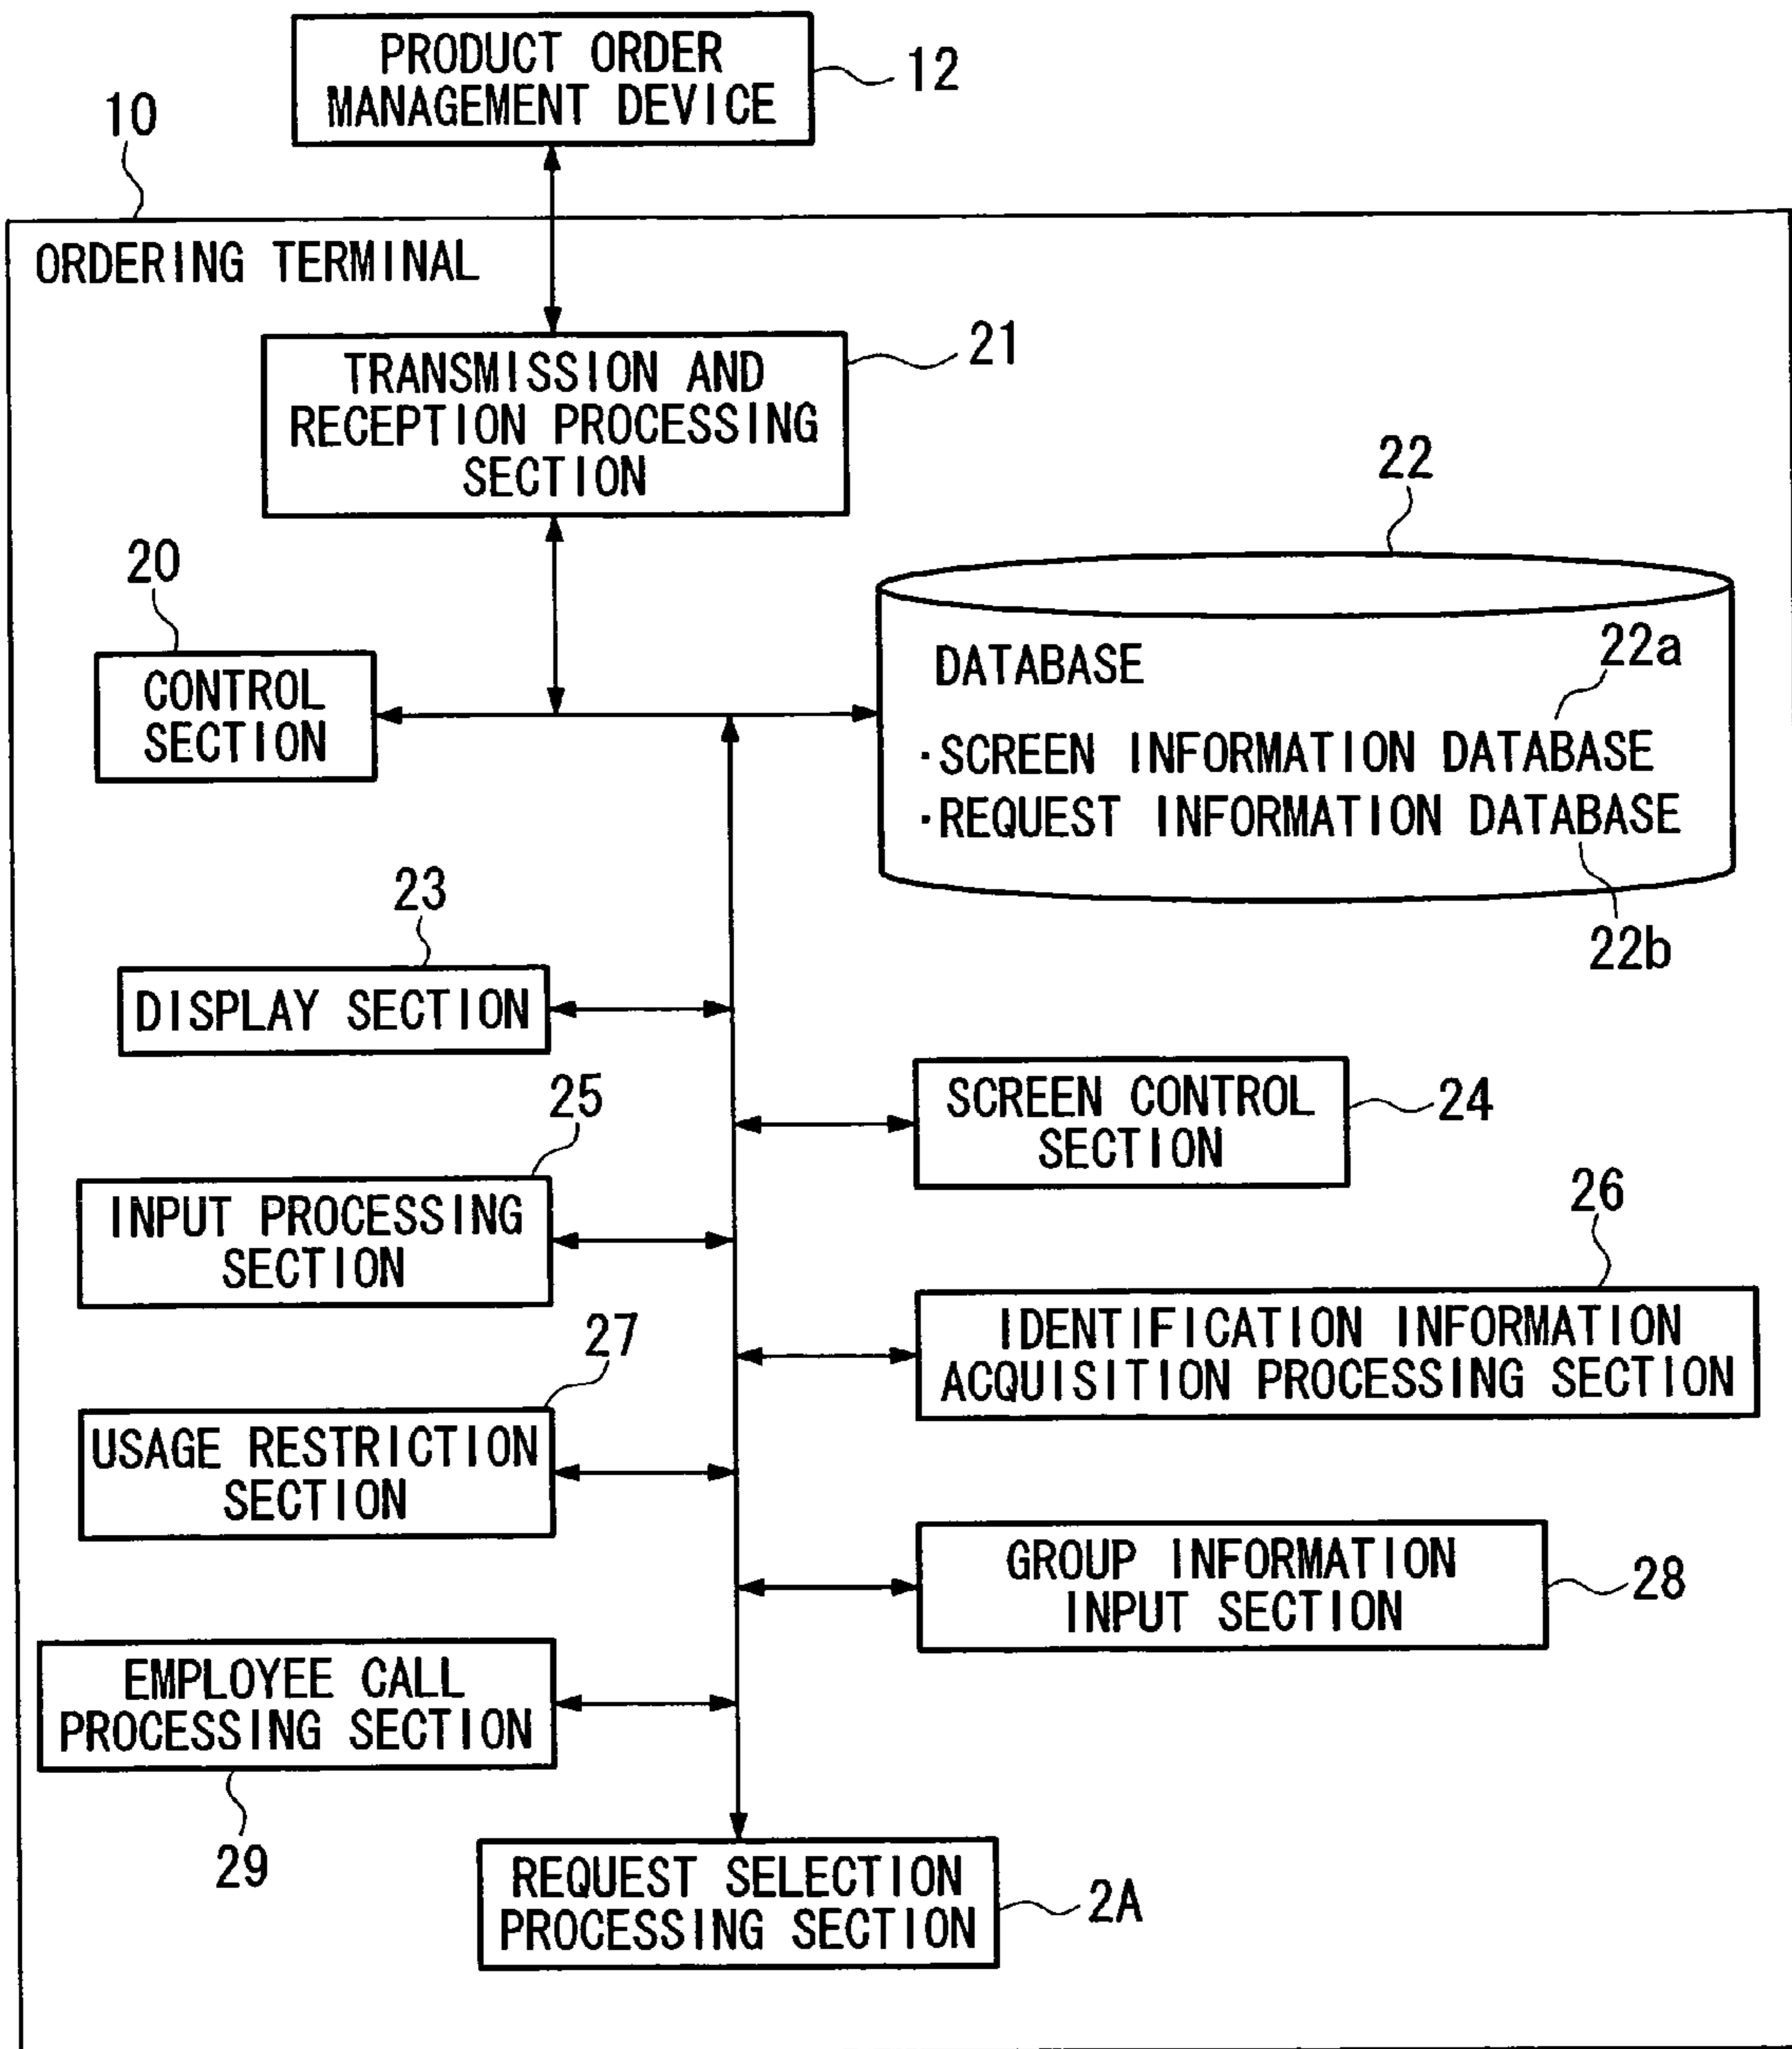 PRODUCT ORDER
MANAGEMENT DEVICE
12
10
ORDERING TERMINAL
TRANSMISSION AND
RECEPTION PROCESSING
SECTION
21
22
20
CONTROL
SECTION
DATABASE
22a
·SCREEN INFORMATION DATABASE
·REQUEST INFORMATION DATABASE
22b
23
DISPLAY SECTION
SCREEN CONTROL
SECTION
24
25
INPUT PROCESSING
SECTION
26
IDENTIFICATION INFORMATION
ACQUISITION PROCESSING SECTION
27
USAGE RESTRICTION
SECTION
GROUP INFORMATION
INPUT SECTION
28
EMPLOYEE CALL
PROCESSING SECTION
29
REQUEST SELECTION
PROCESSING SECTION
2A